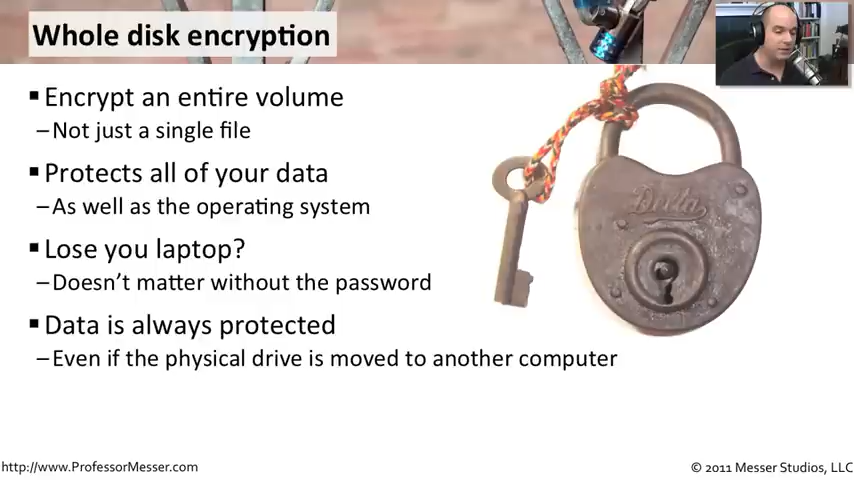 Whole disk encryption
▪Encrypt an entire volume
–Not just a single file
▪Protects all of your data
–As well as the operating system
▪Lose you laptop?
–Doesn't matter without the password
▪Data is always protected
–Even if the physical drive is moved to another computer
http://www.ProfessorMesser.com
© 2011 Messer Studios, LLC